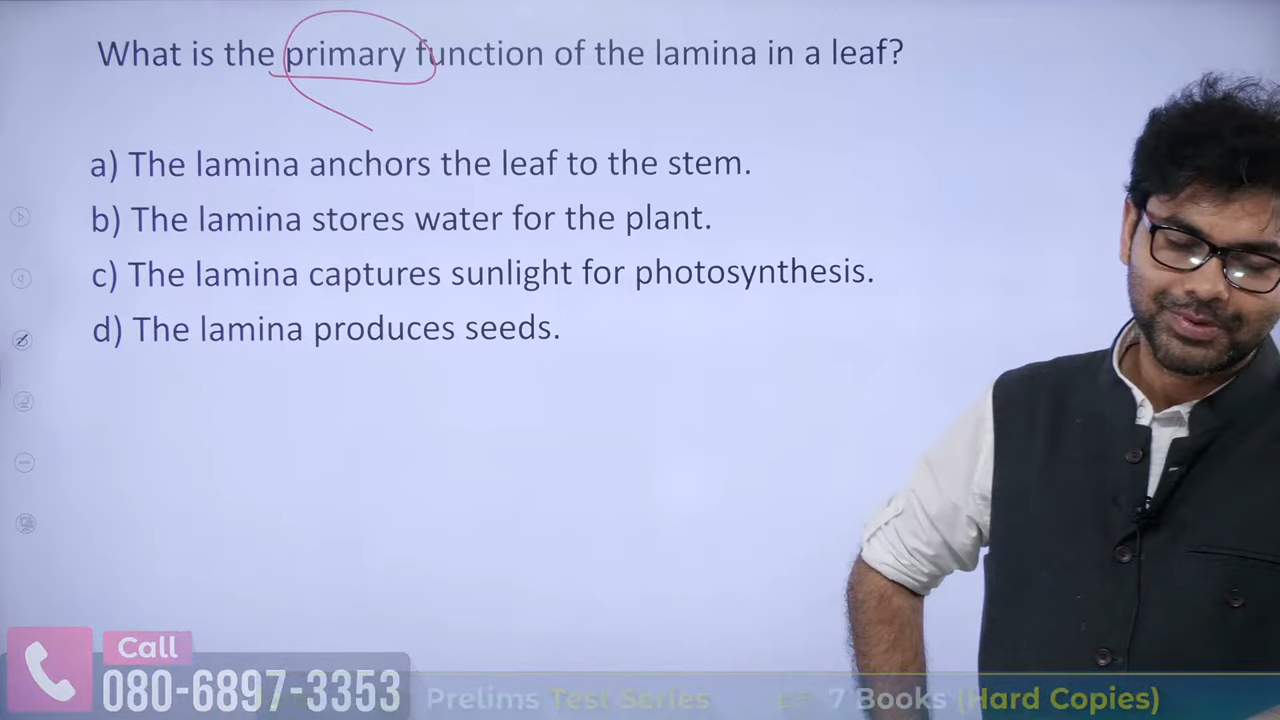 What is the primary function of the lamina in a leaf?
a) The lamina anchors the leaf to the stem.
b) The lamina stores water for the plant.
c) The lamina captures sunlight for photosynthesis.
d) The lamina produces seeds.
Call
080-6897-3353
Prelims Test Series
7 Books (Hard Copies)